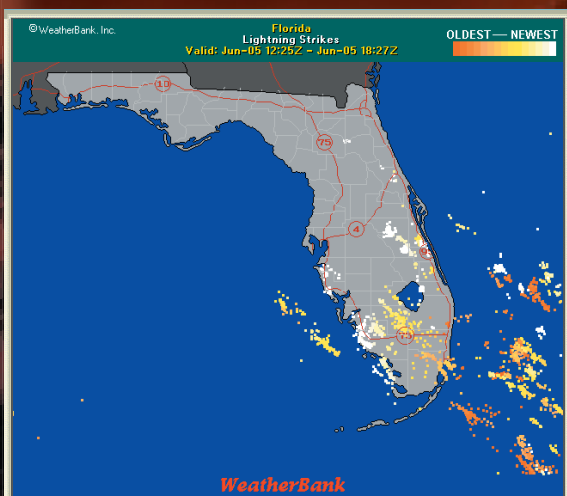 ©WeatherBank, Inc.
Florida
Lightning Strikes
Valid: Jun-05 12:25Z - Jun-05 18:27Z
OLDEST — NEWEST
10
75
4
75
WeatherBank